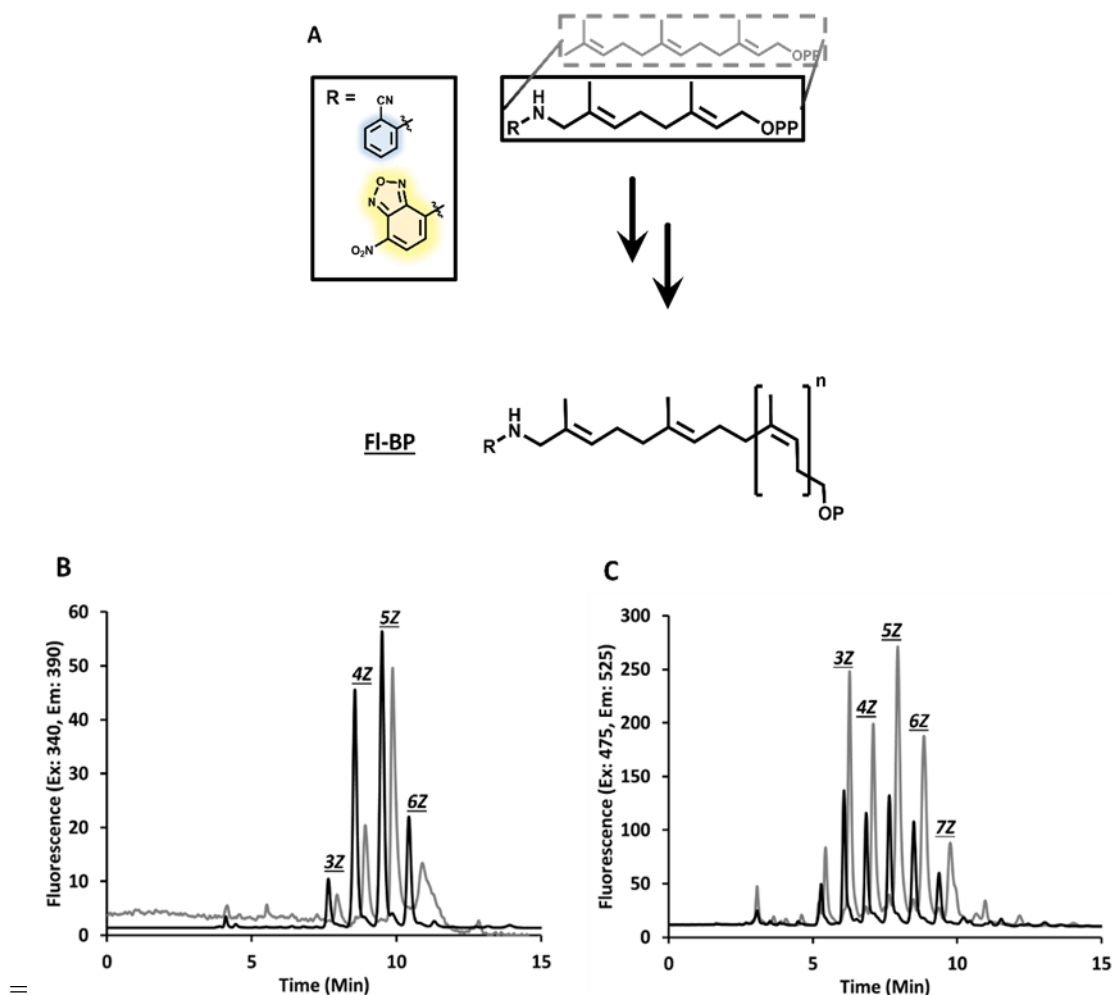 A
OPP
R =
CN
H
R N
OPP
O
N N
O₂N
n
H
Fl-BP
R N
OP
B
C
Fluorescence (Ex: 340, Em: 390)
60
50
40
30
20
10
0
3Z
4Z
5Z
6Z
0 5 10 15
Time (Min)
Fluorescence (Ex: 475, Em: 525)
300
250
200
150
100
50
0
3Z
4Z
5Z
6Z
7Z
0 5 10 15
Time (Min)
=